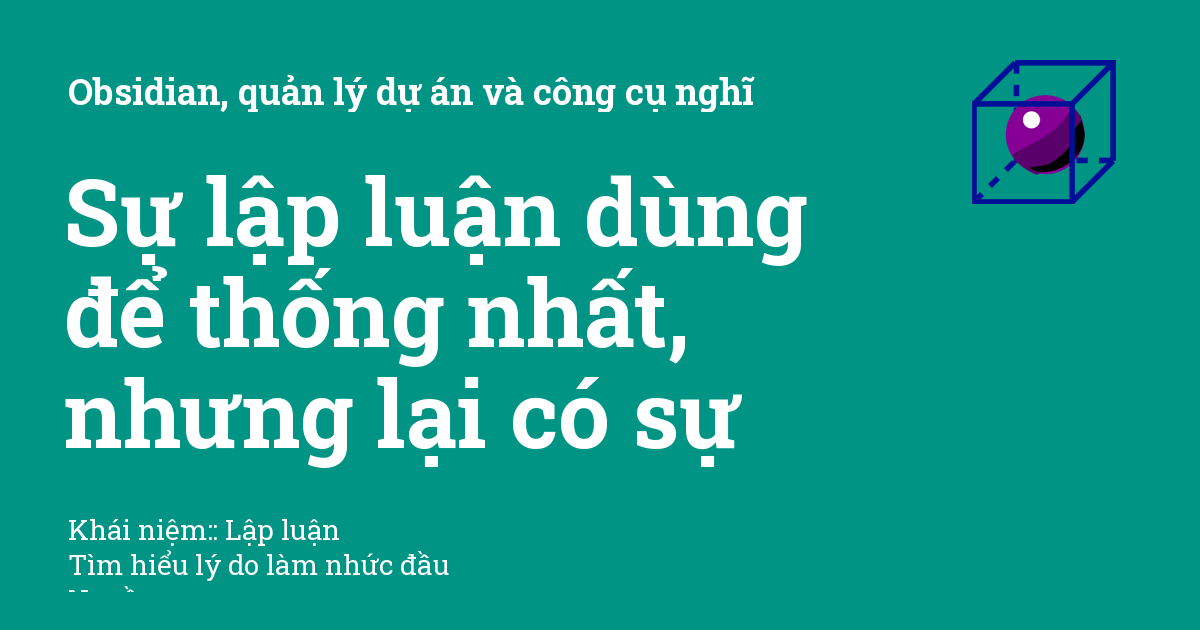 Obsidian, quản lý dự án và công cụ nghĩ
Sự lập luận dùng
để thống nhất,
nhưng lại có sự
Khái niệm:: Lập luận
Tìm hiểu lý do làm nhức đầu